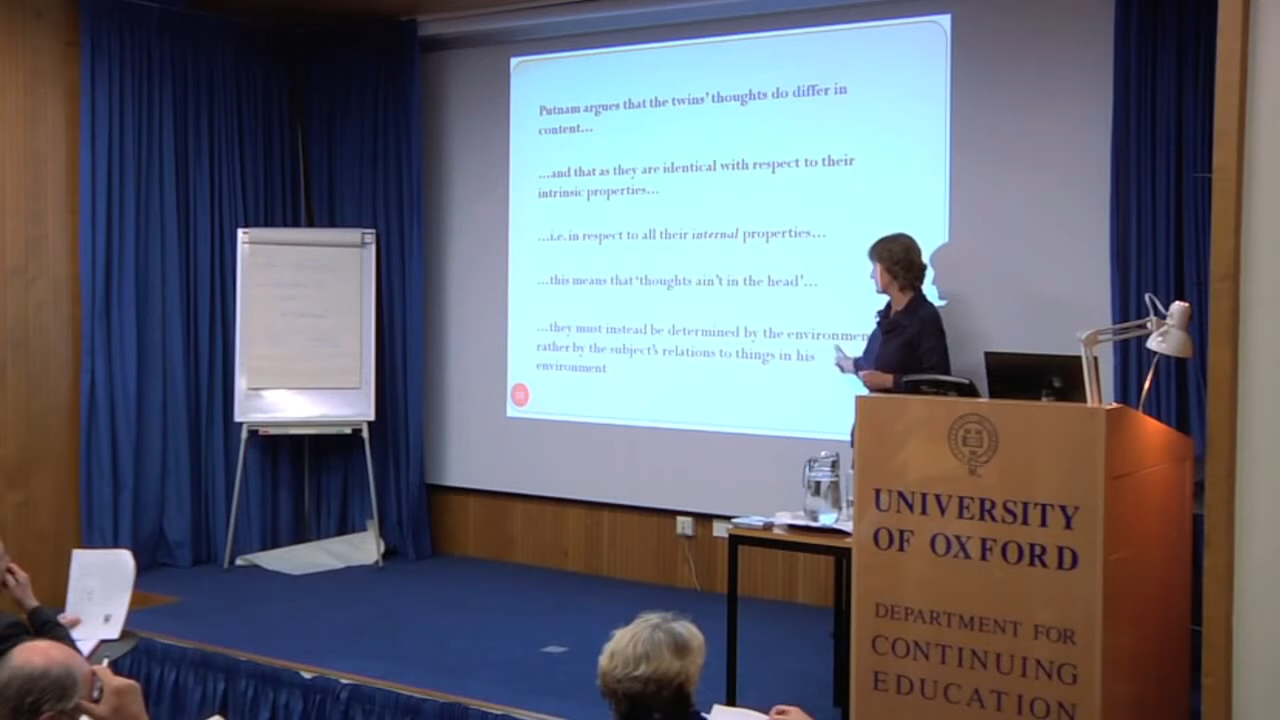 Putnam argues that the twins' thoughts do differ in
content…
…and that as they are identical with respect to their
intrinsic properties…
…i.e. in respect to all their internal properties…
…this means that 'thoughts ain't in the head'…
…they must instead be determined by the environmen
rather by the subject's relations to things in his
environment
UNIVERSITY
OF OXFORD
DEPARTMENT FOR
CONTINUING
EDUCATION